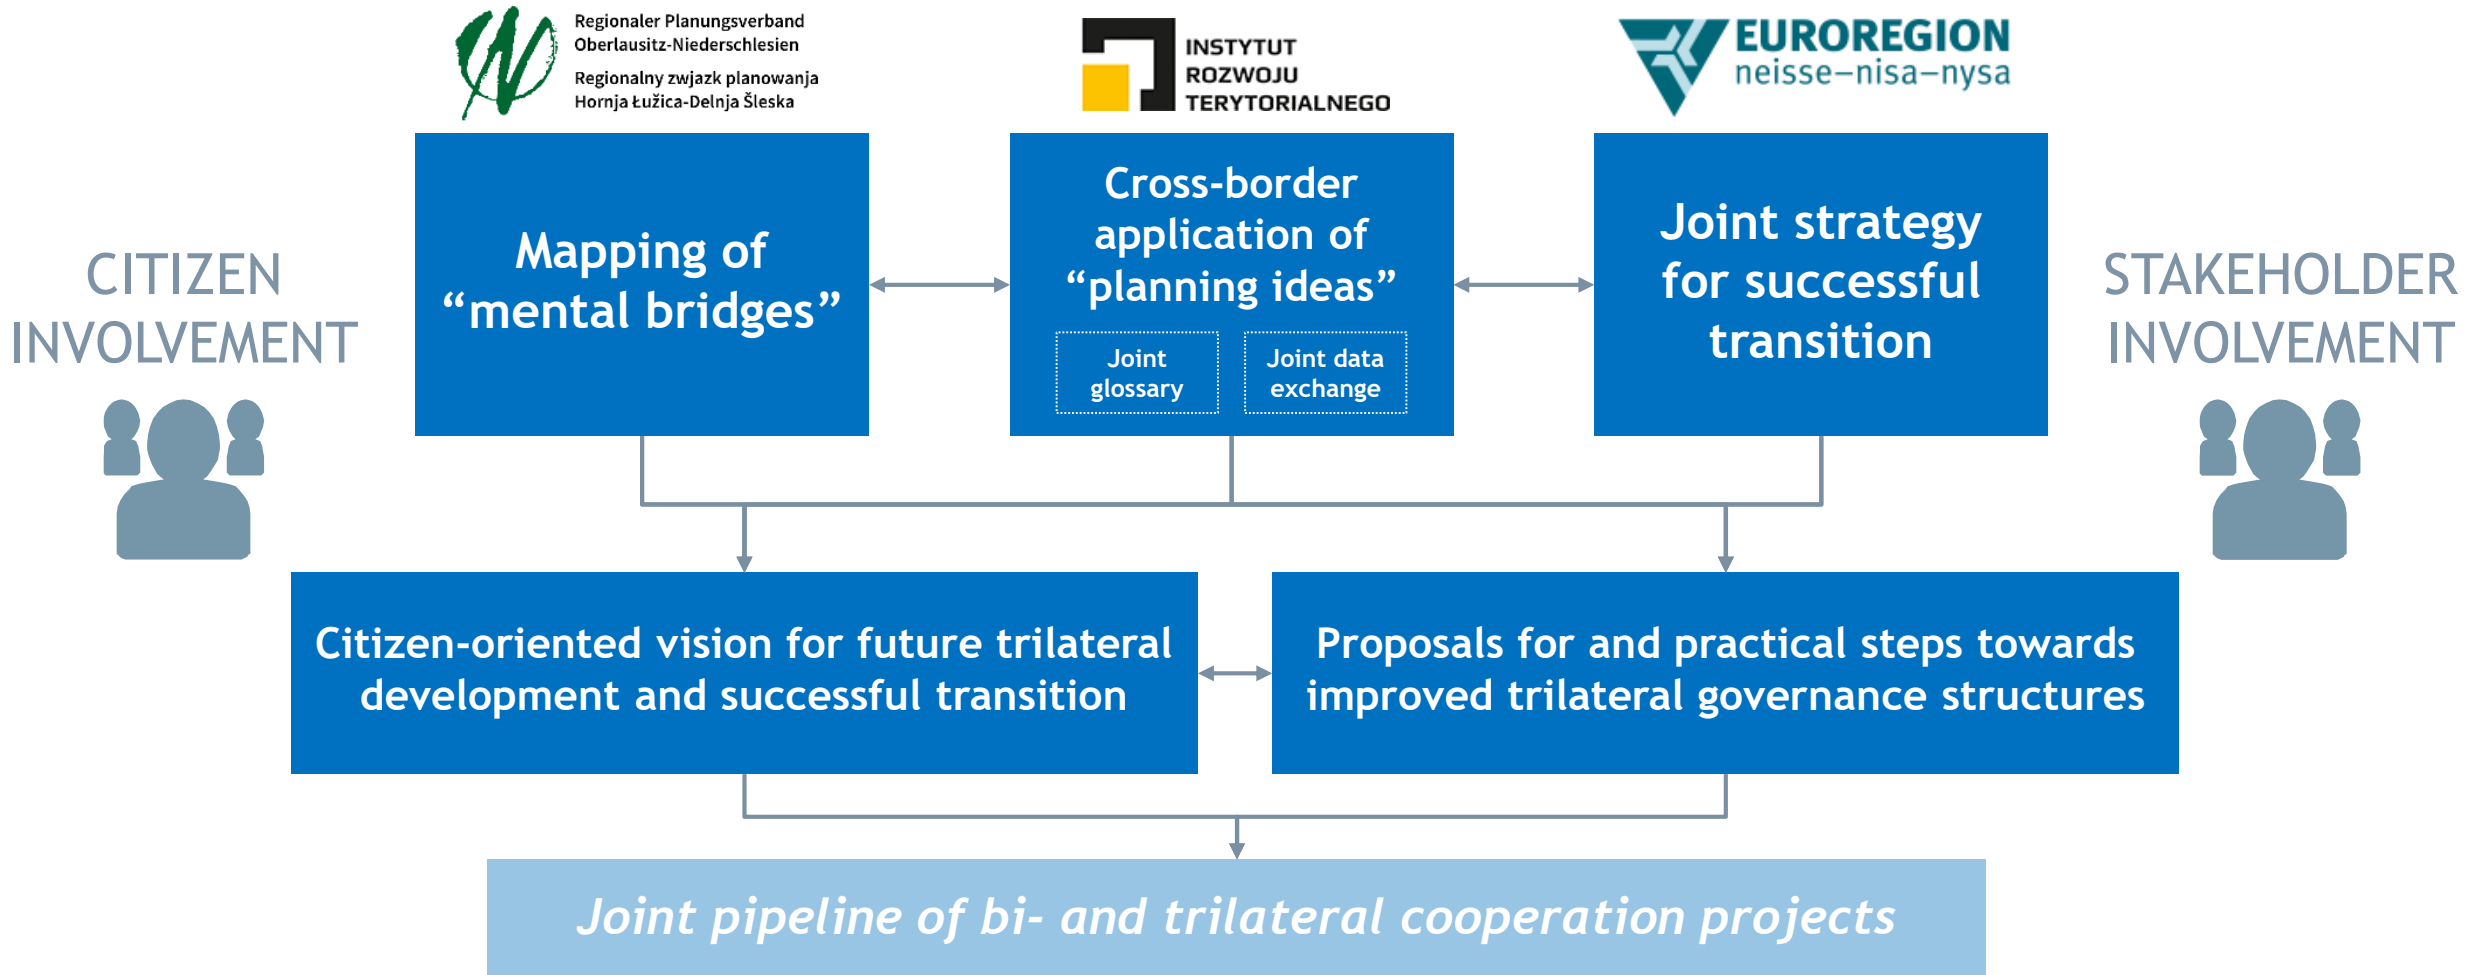 Regionaler Planungsverband
Oberlausitz-Niederschlesien
Regionalny zwjazk planowanja
Hornja Łužica-Delnja Šleska
INSTYTUT
ROZWOJU
TERYTORIALNEGO
EUROREGION
neisse–nisa–nysa
CITIZEN
INVOLVEMENT
Mapping of
“mental bridges”
Cross-border
application of
“planning ideas”
Joint
glossary
Joint data
exchange
Joint strategy
for successful
transition
STAKEHOLDER
INVOLVEMENT
Citizen-oriented vision for future trilateral
development and successful transition
Proposals for and practical steps towards
improved trilateral governance structures
Joint pipeline of bi- and trilateral cooperation projects